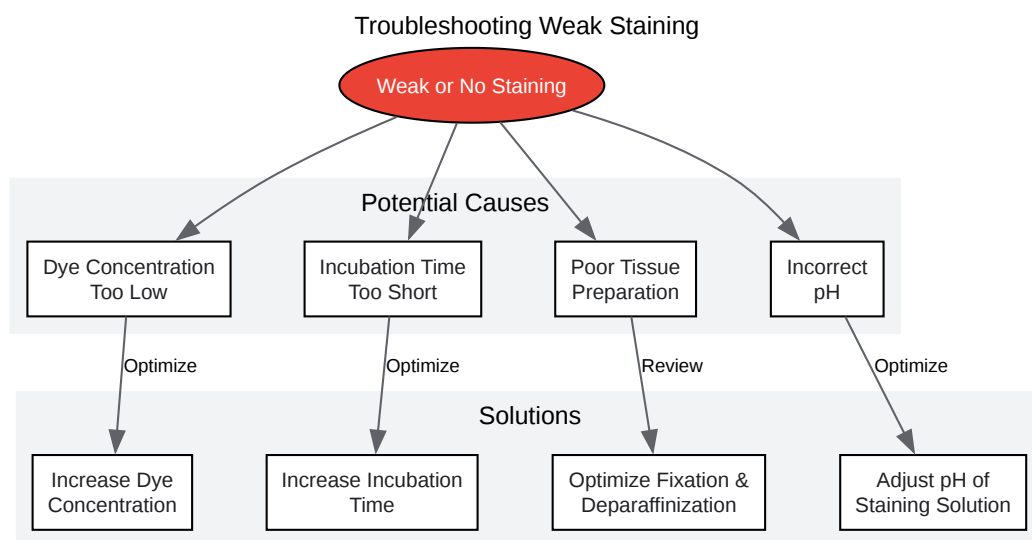 Troubleshooting Weak Staining
Weak or No Staining
Potential Causes
Dye Concentration
Too Low
Incubation Time
Too Short
Poor Tissue
Preparation
Incorrect
pH
Optimize
Optimize
Review
Optimize
Solutions
Increase Dye
Concentration
Increase Incubation
Time
Optimize Fixation &
Deparaffinization
Adjust pH of
Staining Solution